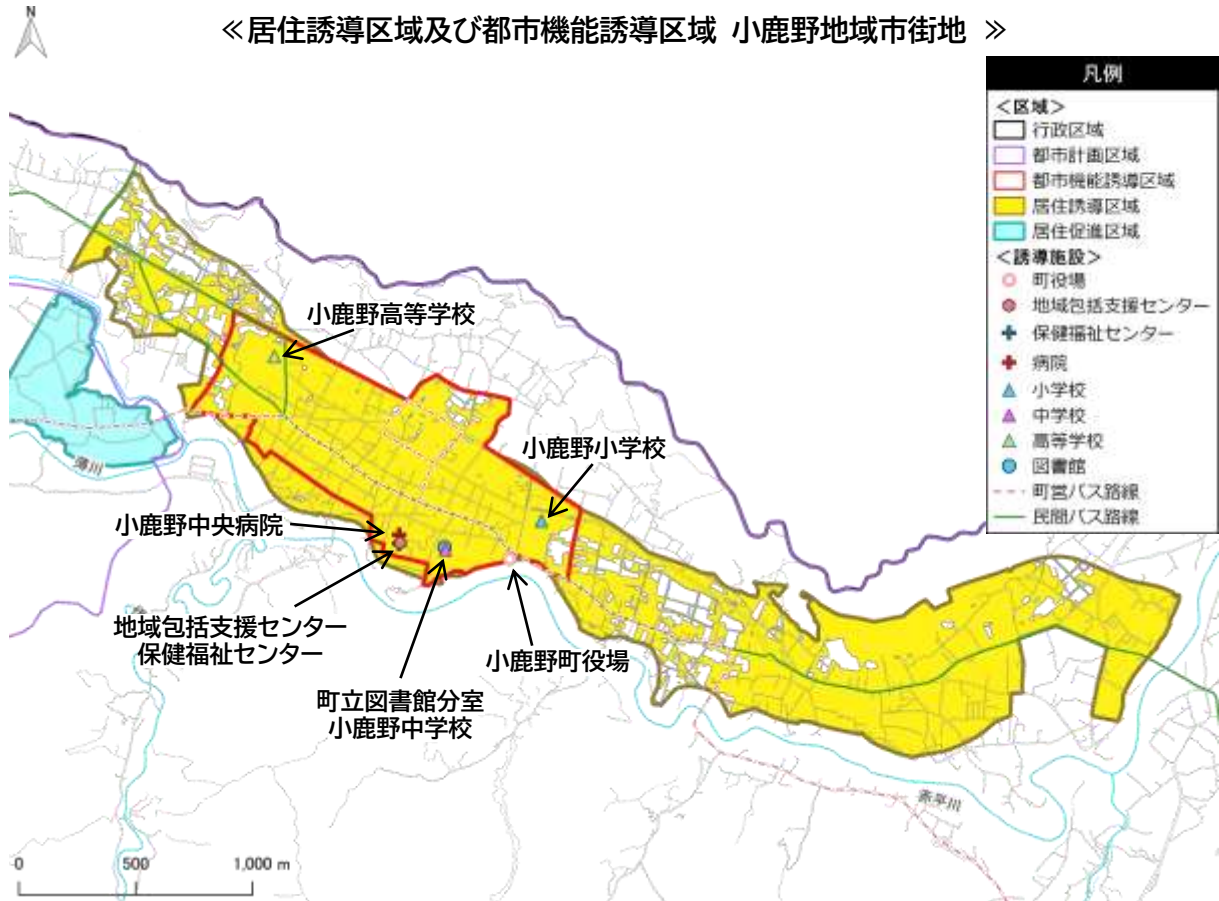 ≪居住誘導区域及び都市機能誘導区域 小鹿野地域市街地 ≫
N
凡例
＜区域＞
行政区域
都市計画区域
都市機能誘導区域
居住誘導区域
居住促進区域
＜誘導施設＞
町役場
地域包括支援センター
保健福祉センター
病院
小学校
中学校
高等学校
図書館
町営バス路線
民間バス路線
小鹿野高等学校
小鹿野小学校
薄川
小鹿野中央病院
地域包括支援センター
保健福祉センター
小鹿野町役場
町立図書館分室
小鹿野中学校
赤平川
0 500 1,000 m